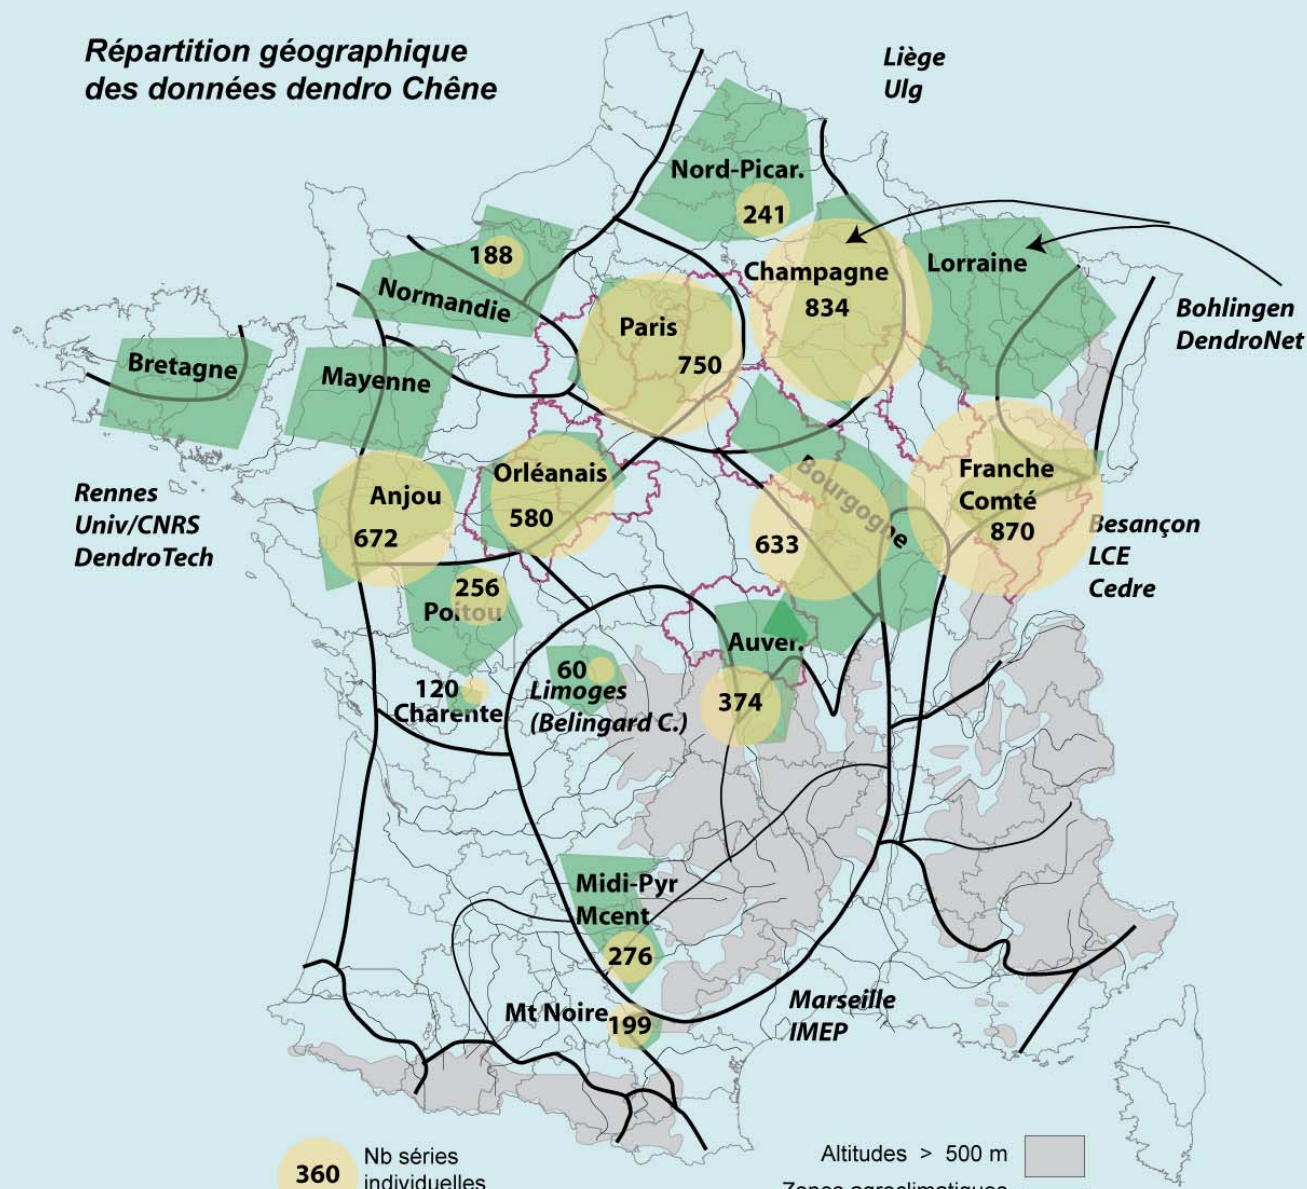 Répartition géographique
des données dendro Chêne
Liège
Ulg
Nord-Picar.
241
188
Normandie
Champagne
834
Lorraine
Bohlingen
DendroNet
Paris
750
Bretagne
Mayenne
Rennes
Univ/CNRS
DendroTech
Anjou
672
Orléanais
580
Bourgogne
633
Franche
Comté
870
Besançon
LCE
Cedre
256
Poitou
Auver.
374
120
Charente
60
Limoges
(Belingard C.)
Midi-Pyr
Mcent
276
Mt Noire
199
Marseille
IMEP
360
Nb séries
individuelles
Altitudes > 500 m
Zones agroclimatiques